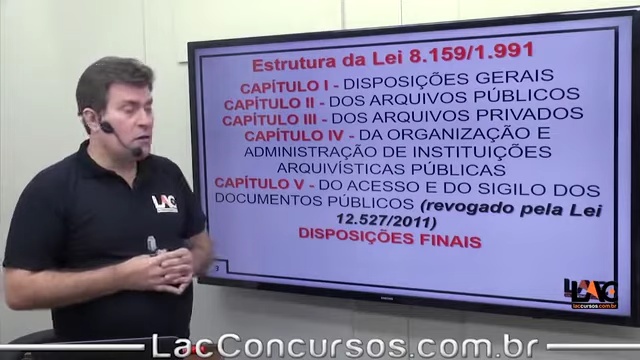 Estrutura da Lei 8.159/1.991
CAPÍTULO I - DISPOSIÇÕES GERAIS
CAPÍTULO II - DOS ARQUIVOS PÚBLICOS
CAPÍTULO III - DOS ARQUIVOS PRIVADOS
CAPÍTULO IV - DA ORGANIZAÇÃO E
ADMINISTRAÇÃO DE INSTITUIÇÕES
ARQUIVÍSTICAS PÚBLICAS
CAPÍTULO V - DO ACESSO E DO SIGILO DOS
DOCUMENTOS PÚBLICOS (revogado pela Lei
12.527/2011)
DISPOSIÇÕES FINAIS
3
LAC
LAC
laccursos.com.br
LacConcursos.com.br